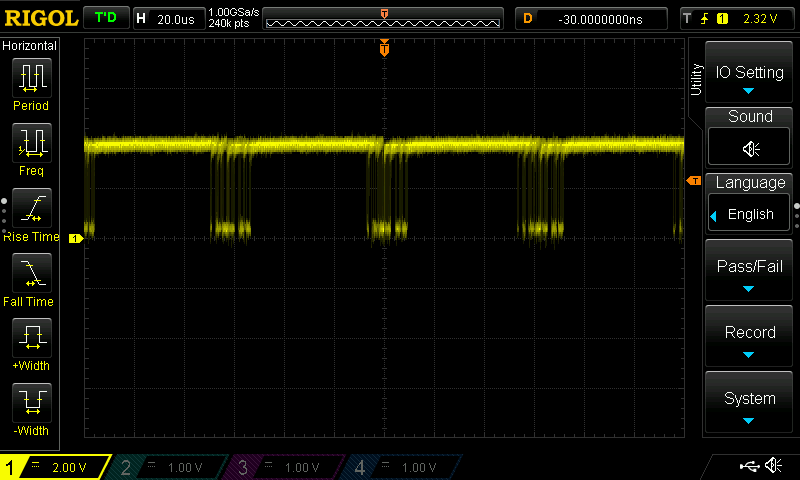 RIGOL T'D H 20.0us 1.00GSa/s 240k pts D -30.0000000ns T 1 2.32 V
Horizontal
Period
Freq
Rise Time
Fall Time
+Width
-Width
T
T
T
1
Utility
IO Setting
Sound
Language
English
Pass/Fail
Record
System
1 2.00 V 2 1.00 V 3 1.00 V 4 1.00 V